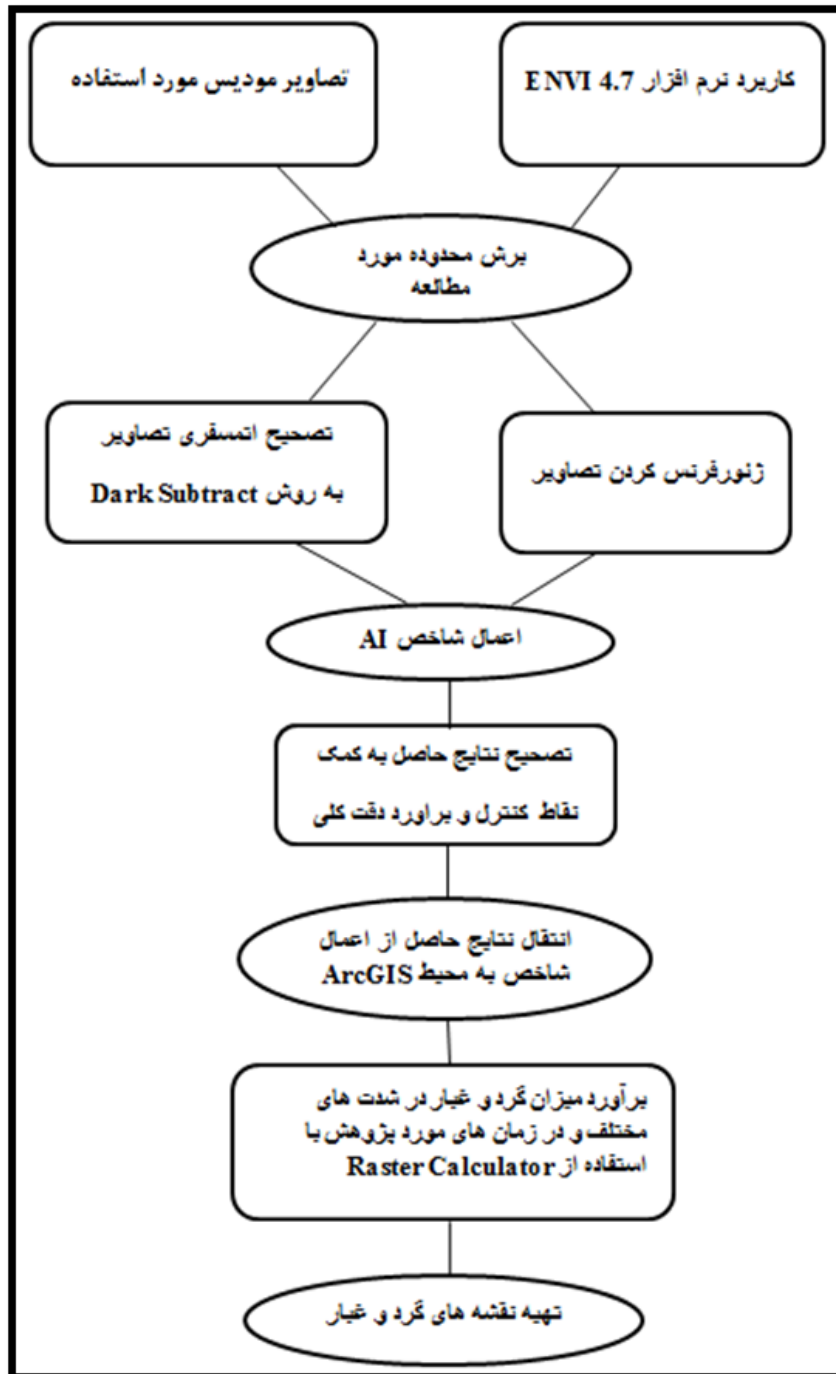 کاربرد نرم افزار ENVI 4.7
تصاویر مودیس مورد استفاده
برش محدوده مورد
مطالعه
ژئورفرنس کردن تصاویر
تصحیح اتمسفری تصاویر
به روش Dark Subtract
اعمال شاخص AI
تصحیح نتایج حاصل به کمک
نقاط کنترل و براورد دقت کلی
انتقال نتایج حاصل از اعمال
شاخص به محیط ArcGIS
برآورد میزان گرد و غبار در شدت های
مختلف و در زمان های مورد پژوهش با
استفاده از Raster Calculator
تهیه نقشه های گرد و غبار